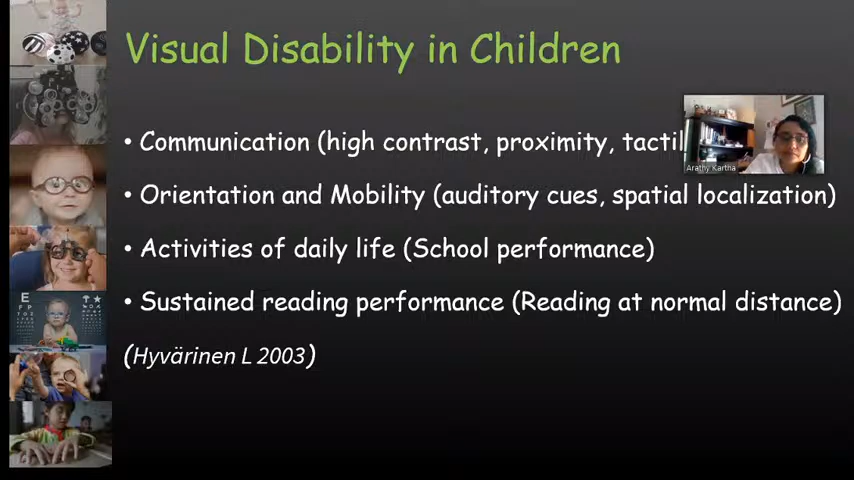 Visual Disability in Children
• Communication (high contrast, proximity,
Arathy Kartha
• Orientation and Mobility (auditory cues, spatial localization)
• Activities of daily life (School performance)
• Sustained reading performance (Reading at normal distance)
(Hyvärinen L 2003)